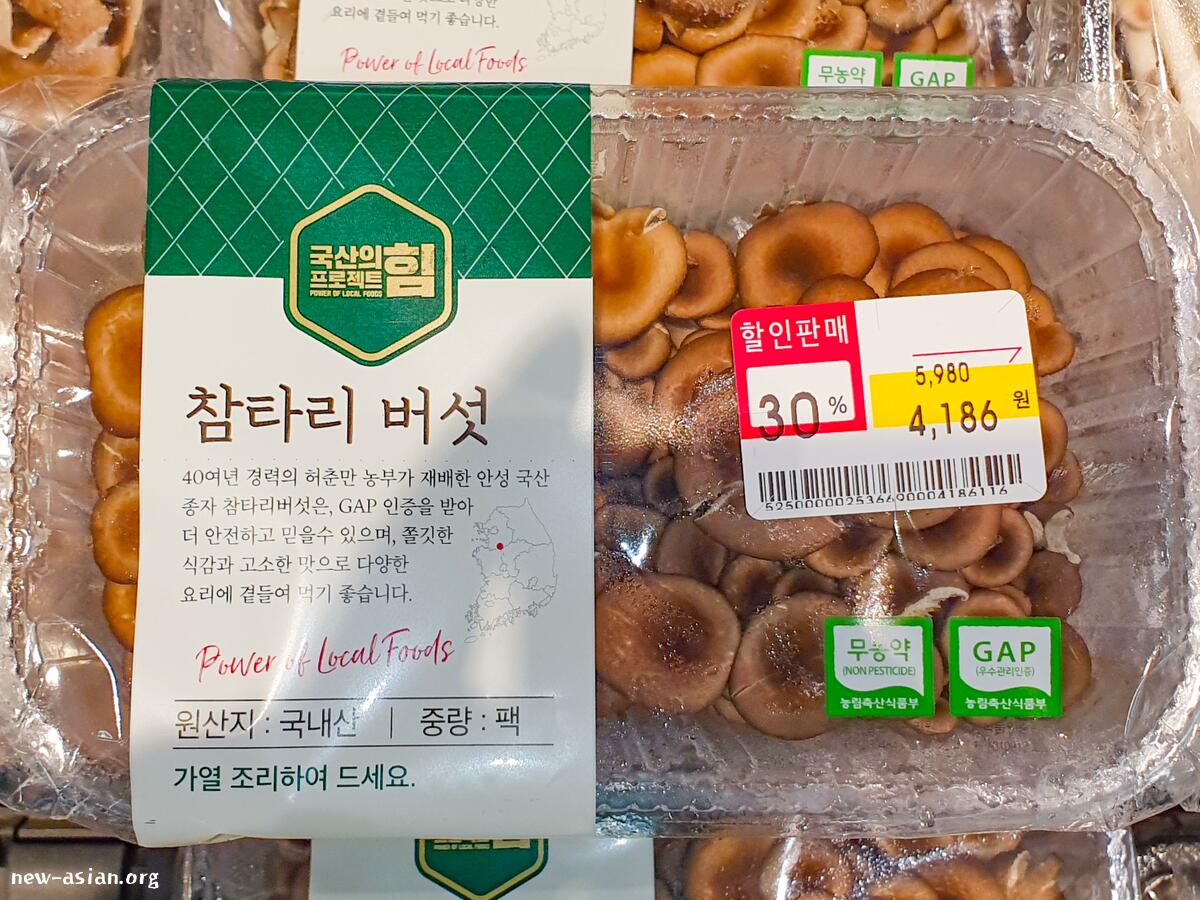 요리에 곁들여 먹기 좋습니다.
Power of Local Foods
무농약
GAP
국산의
프로젝트
힘
POWER OF LOCAL FOODS
참타리 버섯
40여년 경력의 허춘만 농부가 재배한 안성 국산
종자 참타리버섯은, GAP 인증을 받아
더 안전하고 믿을수 있으며, 쫄깃한
식감과 고소한 맛으로 다양한
요리에 곁들여 먹기 좋습니다.
Power of Local Foods
원산지 : 국내산 | 중량 : 팩
가열 조리하여 드세요.
할인판매
30 %
5,980
4,186 원
525000002536690004186116
무농약
(NON PESTICIDE)
농림축산식품부
GAP
(우수관리인증)
농림축산식품부
new-asian.org